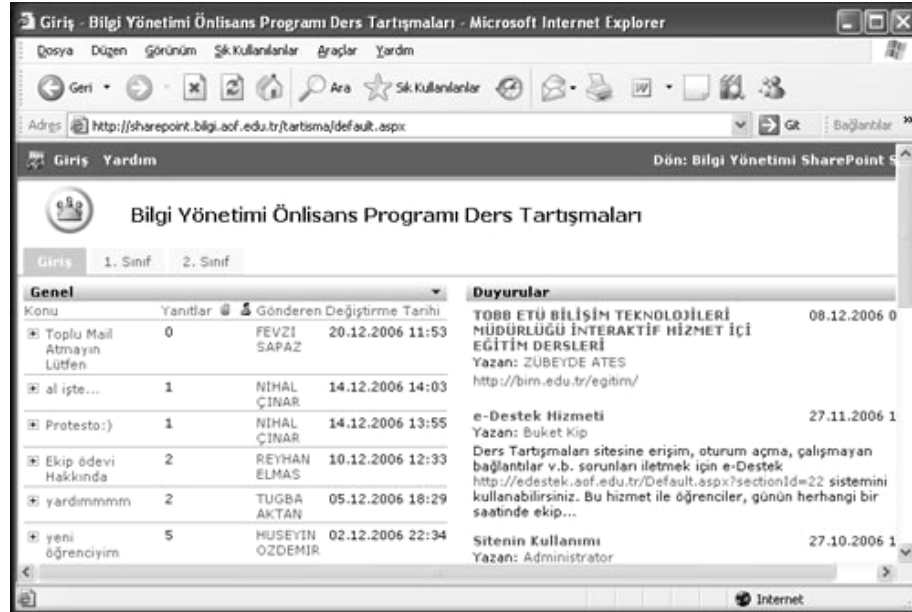 Giriş - Bilgi Yönetimi Önlisans Programı Ders Tartışmaları - Microsoft Internet Explorer
Dosya Düzen Görünüm Sık Kullanılanlar Araçlar Yardım
Geri Ara Sık Kullanılanlar
Adres http://sharepoint.bilgi.aof.edu.tr/tartisma/default.aspx Git Bağlantılar »
Giriş Yardım Dön: Bilgi Yönetimi SharePoint S
Bilgi Yönetimi Önlisans Programı Ders Tartışmaları
Giriş 1. Sınıf 2. Sınıf
Genel
Konu Yanıtlar Gönderen Değiştirme Tarihi
Toplu Mail 0 FEVZI 20.12.2006 11:53
Atmayın SAPAZ
Lütfen
al işte... 1 NIHAL 14.12.2006 14:03
ÇINAR
Protesto:) 1 NIHAL 14.12.2006 13:55
ÇINAR
Ekip ödevi 2 REYHAN 10.12.2006 12:33
Hakkında ELMAS
yardımmmm 2 TUGBA 05.12.2006 18:29
AKTAN
yeni 5 HUSEYIN 02.12.2006 22:34
öğrenciyim OZDEMIR
Duyurular
TOBB ETÜ BİLİŞİM TEKNOLOJİLERİ 08.12.2006 0
MÜDÜRLÜĞÜ İNTERAKTİF HİZMET İÇİ
EĞİTİM DERSLERİ
Yazan: ZÜBEYDE ATES
http://bim.edu.tr/egitim/
e-Destek Hizmeti 27.11.2006 1
Yazan: Buket Kip
Ders Tartışmaları sitesine erişim, oturum açma, çalışmayan
bağlantılar v.b. sorunları iletmek için e-Destek
http://edestek.aof.edu.tr/Default.aspx?sectionId=22 sistemini
kullanabilirsiniz. Bu hizmet ile öğrenciler, günün herhangi bir
saatinde ekip...
Sitenin Kullanımı 27.10.2006 1
Yazan: Administrator
Internet